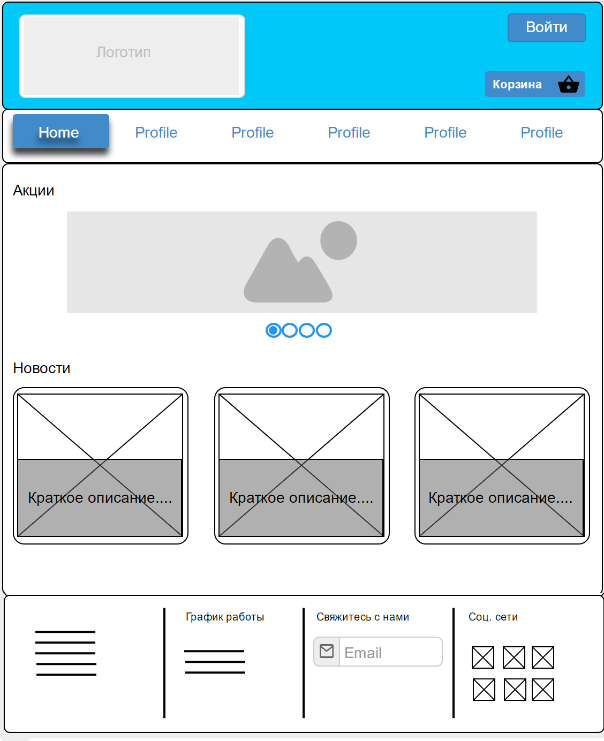 Логотип
Войти
Корзина
Home
Profile
Profile
Profile
Profile
Profile
Акции
Новости
Краткое описание....
Краткое описание....
Краткое описание....
График работы
Свяжитесь с нами
Соц. сети
Email